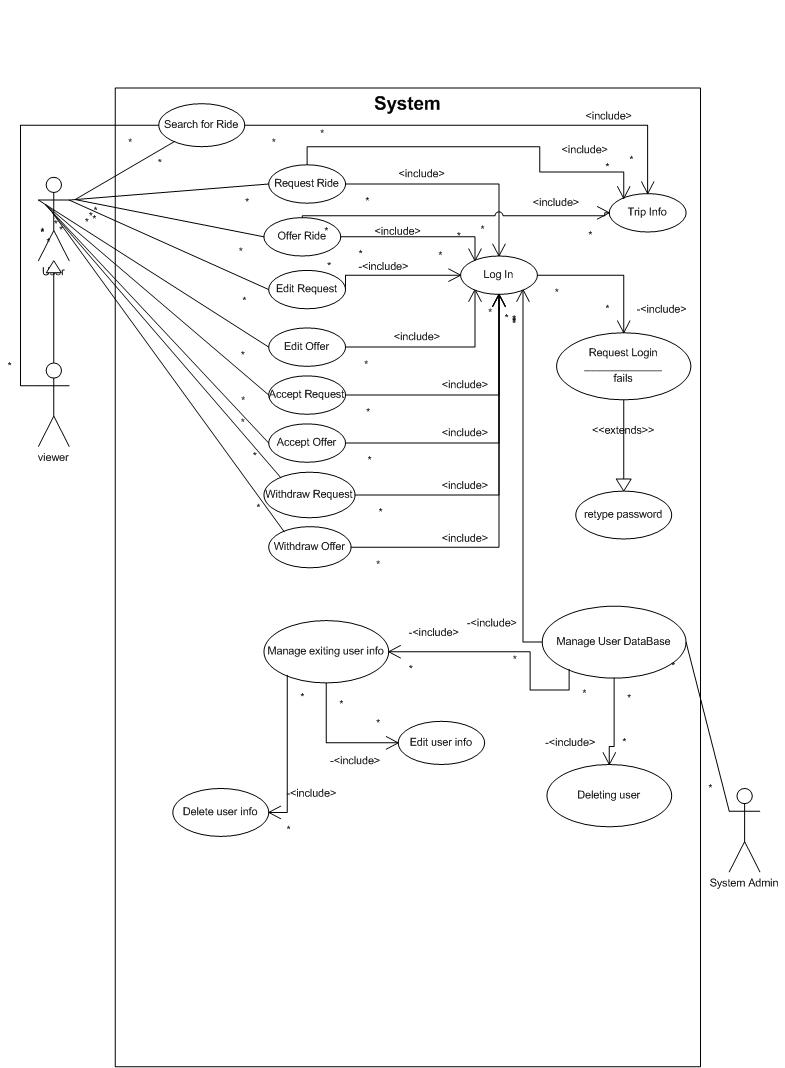 System
Search for Ride
<include>
*
*
*
*
<include>
*
*
Request Ride
<include>
*
*
Trip Info
<include>
*
Offer Ride
<include>
*
*
*
*
User
Edit Request
-<include>
*
*
Log In
*
*
-<include>
Edit Offer
<include>
*
*
Request Login
fails
*
viewer
Accept Request
<include>
*
*
<<extends>>
Accept Offer
<include>
*
*
Withdraw Request
<include>
*
*
retype password
Withdraw Offer
<include>
*
-<include>
-<include>
Manage exiting user info
Manage User DataBase
*
*
*
*
*
*
*
*
Edit user info
-<include>
-<include>
*
-<include>
Delete user info
*
Deleting user
*
System Admin